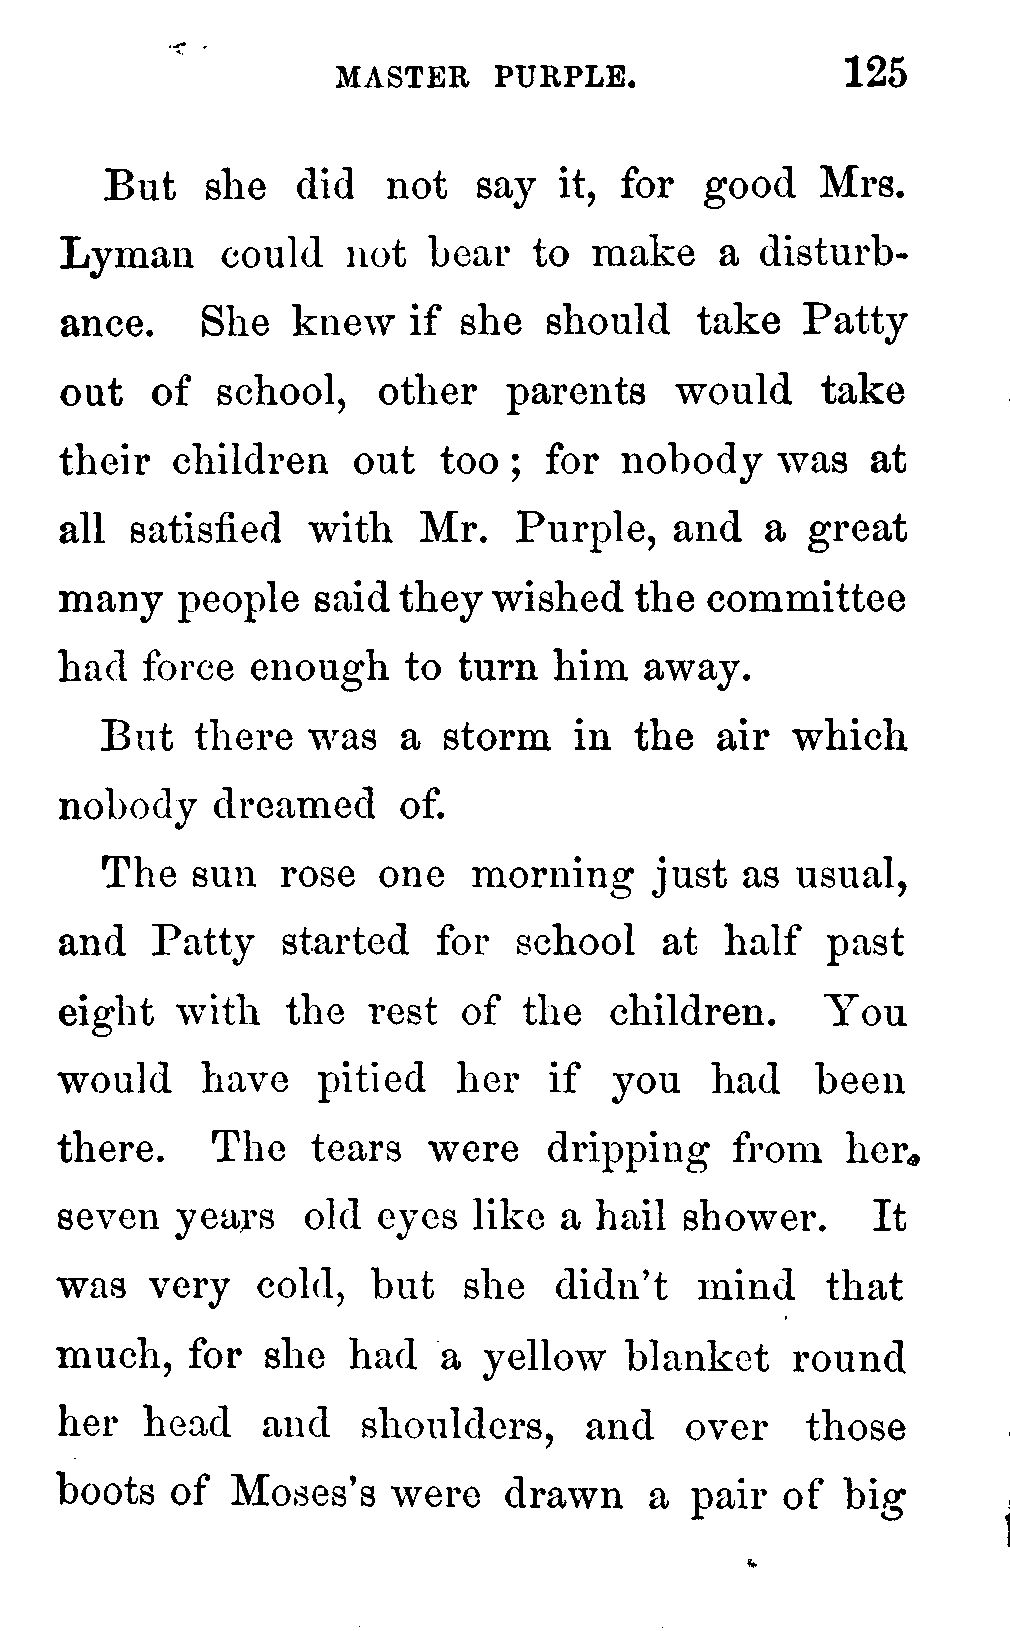 MASTER PURPLE. 125
But she did not say it, for good Mrs.
Lyman could not bear to make a disturb-
ance. She knew if she should take Patty
out of school, other parents would take
their children out too; for nobody was at
all satisfied with Mr. Purple, and a great
many people said they wished the committee
had force enough to turn him away.
But there was a storm in the air which
nobody dreamed of.
The sun rose one morning just as usual,
and Patty started for school at half past
eight with the rest of the children. You
would have pitied her if you had been
there. The tears were dripping from her
seven years old eyes like a hail shower. It
was very cold, but she didn't mind that
much, for she had a yellow blanket round
her head and shoulders, and over those
boots of Moses's were drawn a pair of big